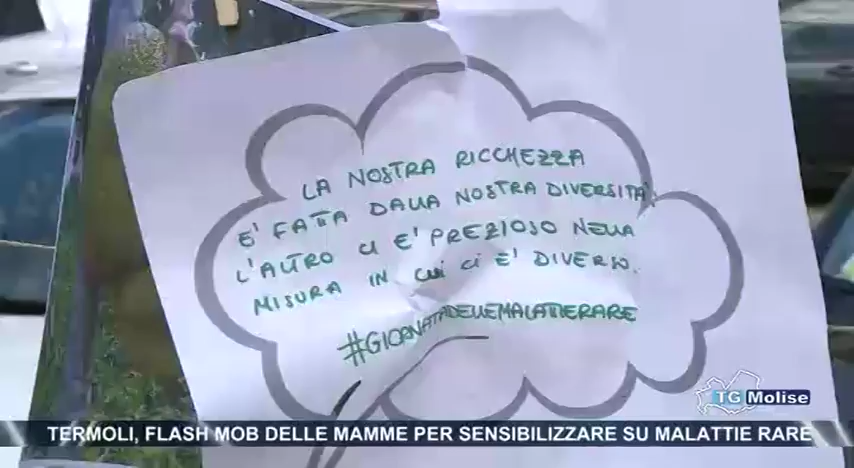 LA NOSTRA RICCHEZZA
E' FATTA DALLA NOSTRA DIVERSITA'
L'ALTRO CI E' PREZIOSO NELLA
MISURA IN CUI CI E' DIVERSO.
#GIORNATADELLEMALATTIERARE
TG Molise
TERMOLI, FLASH MOB DELLE MAMME PER SENSIBILIZZARE SU MALATTIE RARE